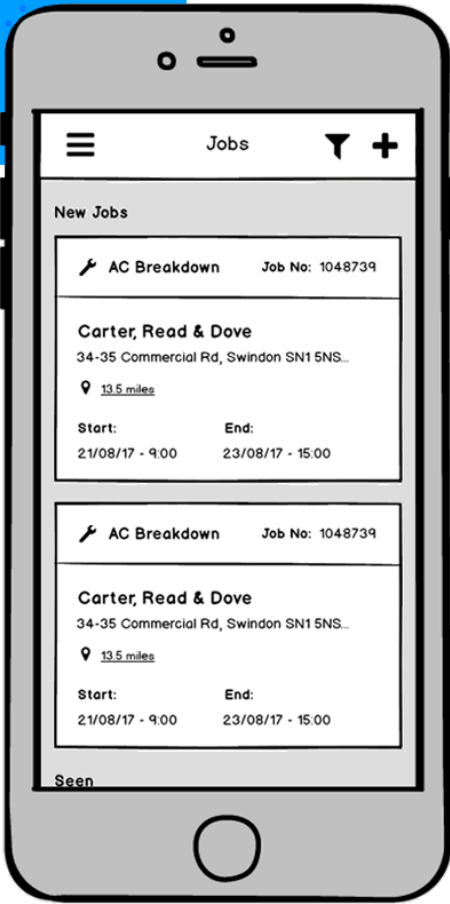 Jobs
New Jobs
AC Breakdown Job No: 1048739
Carter, Read & Dove
34-35 Commercial Rd, Swindon SN1 5NS...
13.5 miles
Start: End:
21/08/17 - 9:00 23/08/17 - 15:00
AC Breakdown Job No: 1048739
Carter, Read & Dove
34-35 Commercial Rd, Swindon SN1 5NS...
13.5 miles
Start: End:
21/08/17 - 9:00 23/08/17 - 15:00
Seen